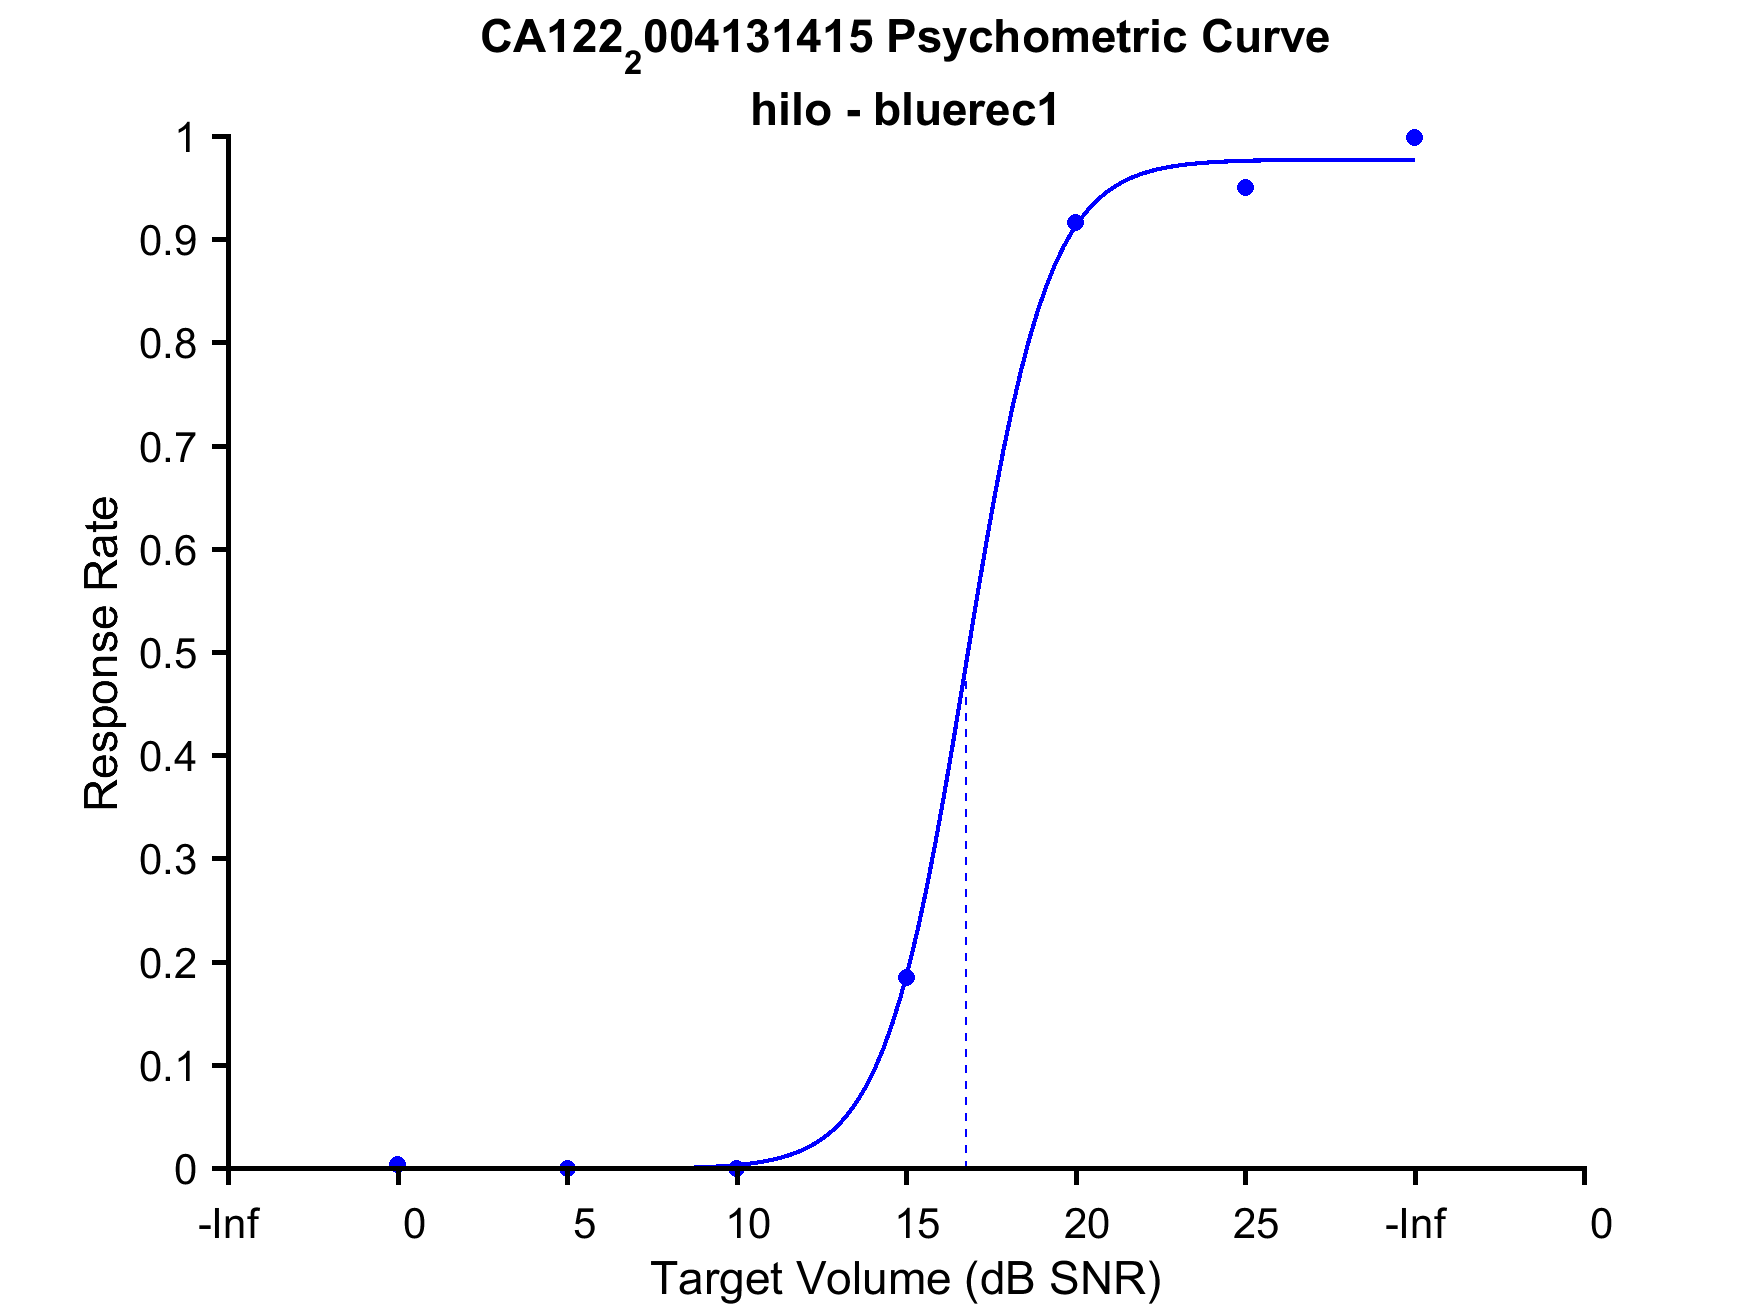 CA122₂004131415 Psychometric Curve
hilo - bluerec1
1
0.9
0.8
0.7
0.6
0.5
0.4
0.3
0.2
0.1
0
Response Rate
-Inf 0 5 10 15 20 25 -Inf 0
Target Volume (dB SNR)